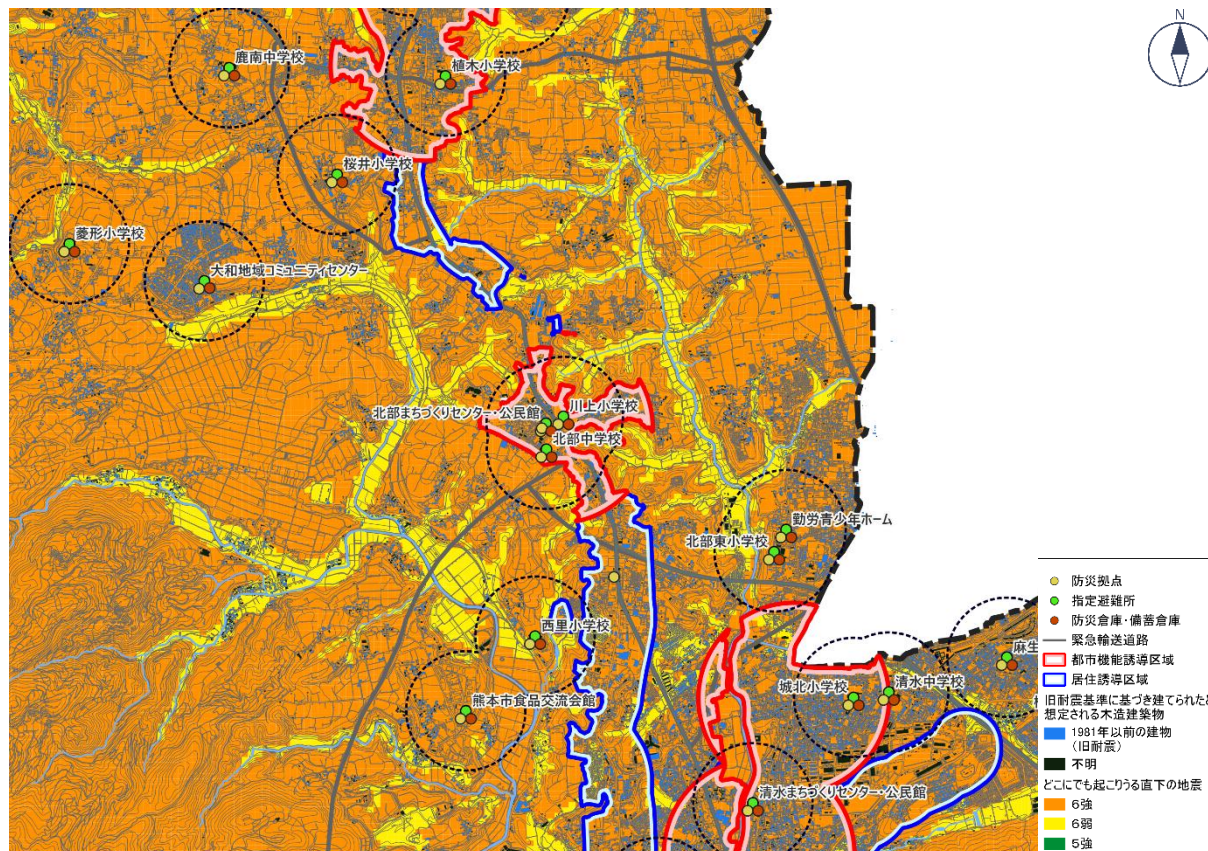 N
鹿南中学校
植木小学校
桜井小学校
菱形小学校
大和地域コミュニティセンター
川上小学校
北部まちづくりセンター・公民館
北部中学校
勤労青少年ホーム
北部東小学校
西里小学校
麻生
城北小学校
清水中学校
熊本市食品交流会館
清水まちづくりセンター・公民館
防災拠点
指定避難所
防災倉庫・備蓄倉庫
緊急輸送道路
都市機能誘導区域
居住誘導区域
旧耐震基準に基づき建てられたと
想定される木造建築物
1981年以前の建物
(旧耐震)
不明
どこにでも起こりうる直下の地震
6強
6弱
5強